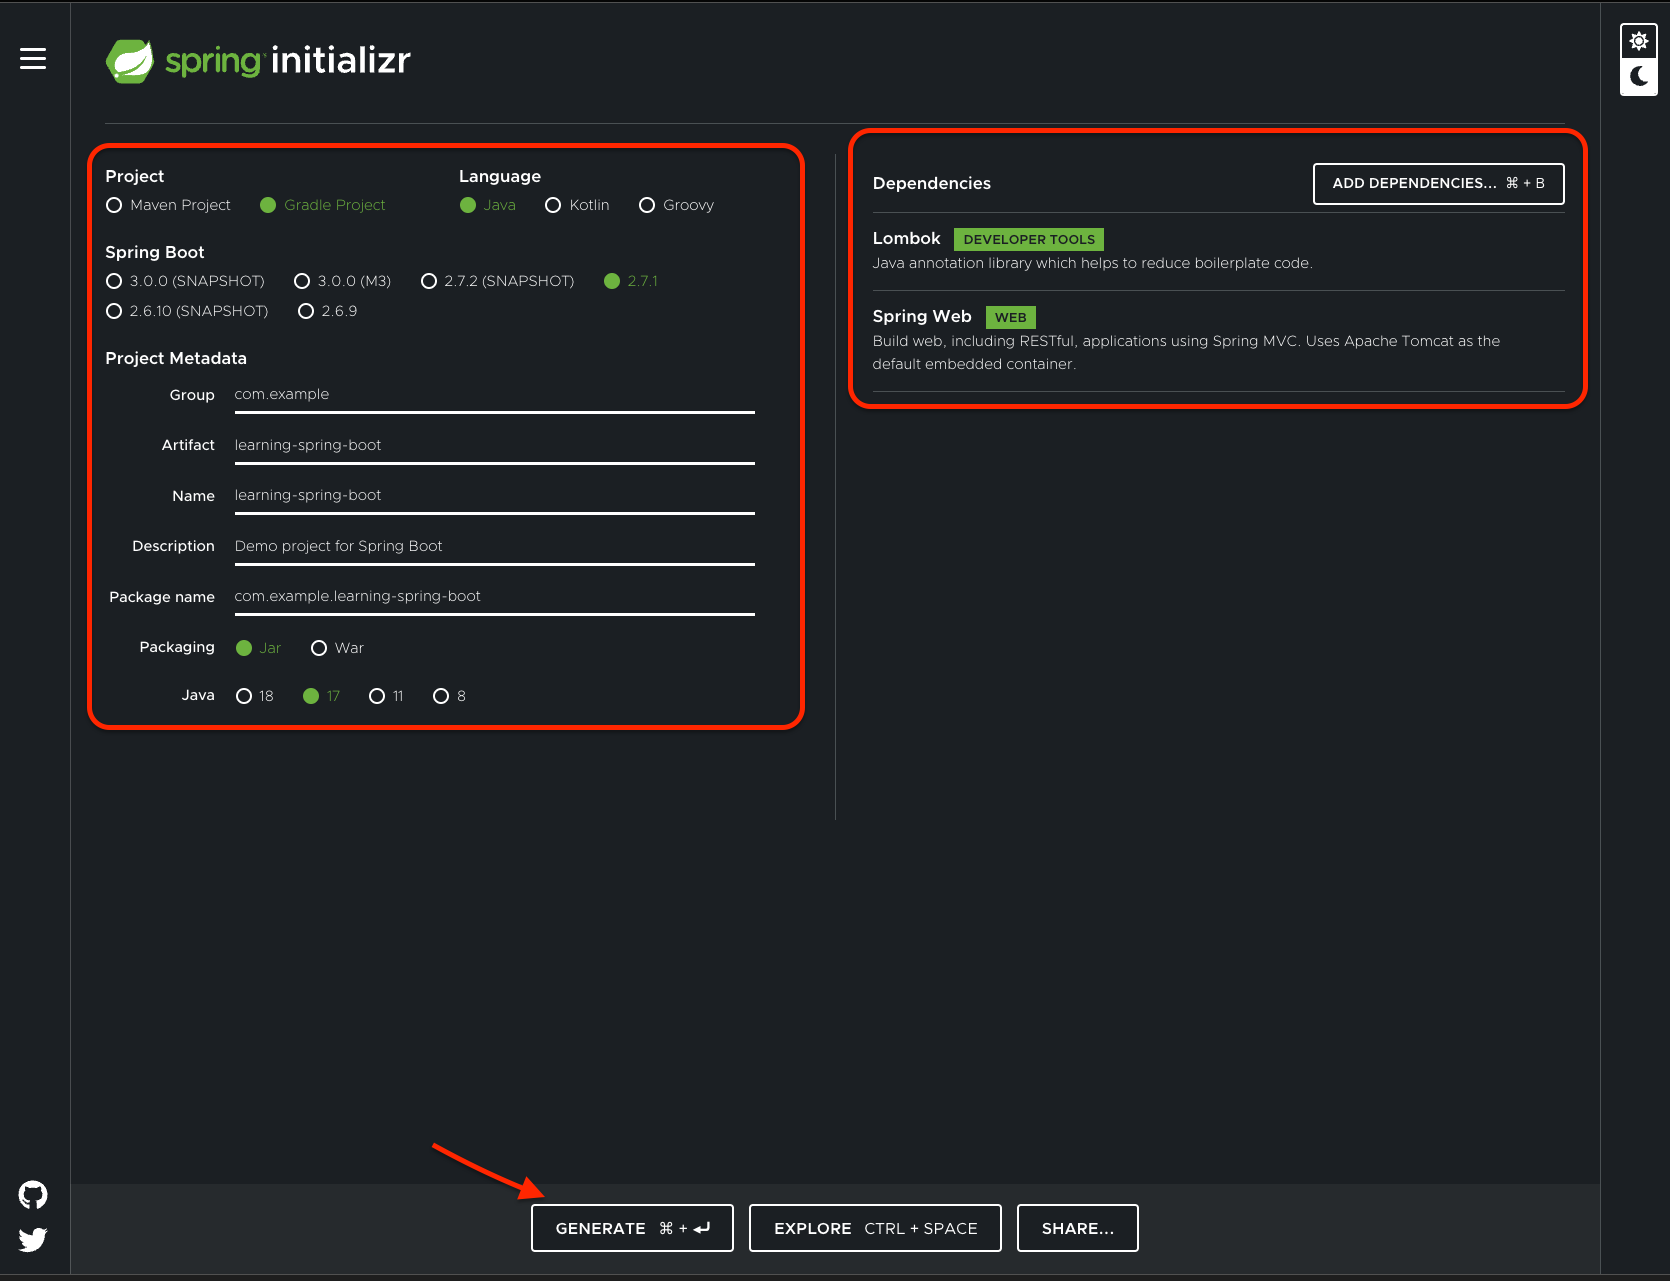 spring initializr
Project
Maven Project Gradle Project
Language
Java Kotlin Groovy
Spring Boot
3.0.0 (SNAPSHOT) 3.0.0 (M3) 2.7.2 (SNAPSHOT) 2.7.1
2.6.10 (SNAPSHOT) 2.6.9
Project Metadata
Group com.example
Artifact learning-spring-boot
Name learning-spring-boot
Description Demo project for Spring Boot
Package name com.example.learning-spring-boot
Packaging Jar War
Java 18 17 11 8
Dependencies ADD DEPENDENCIES... ⌘ + B
Lombok DEVELOPER TOOLS
Java annotation library which helps to reduce boilerplate code.
Spring Web WEB
Build web, including RESTful, applications using Spring MVC. Uses Apache Tomcat as the
default embedded container.
GENERATE ⌘ + ⏎ EXPLORE CTRL + SPACE SHARE...